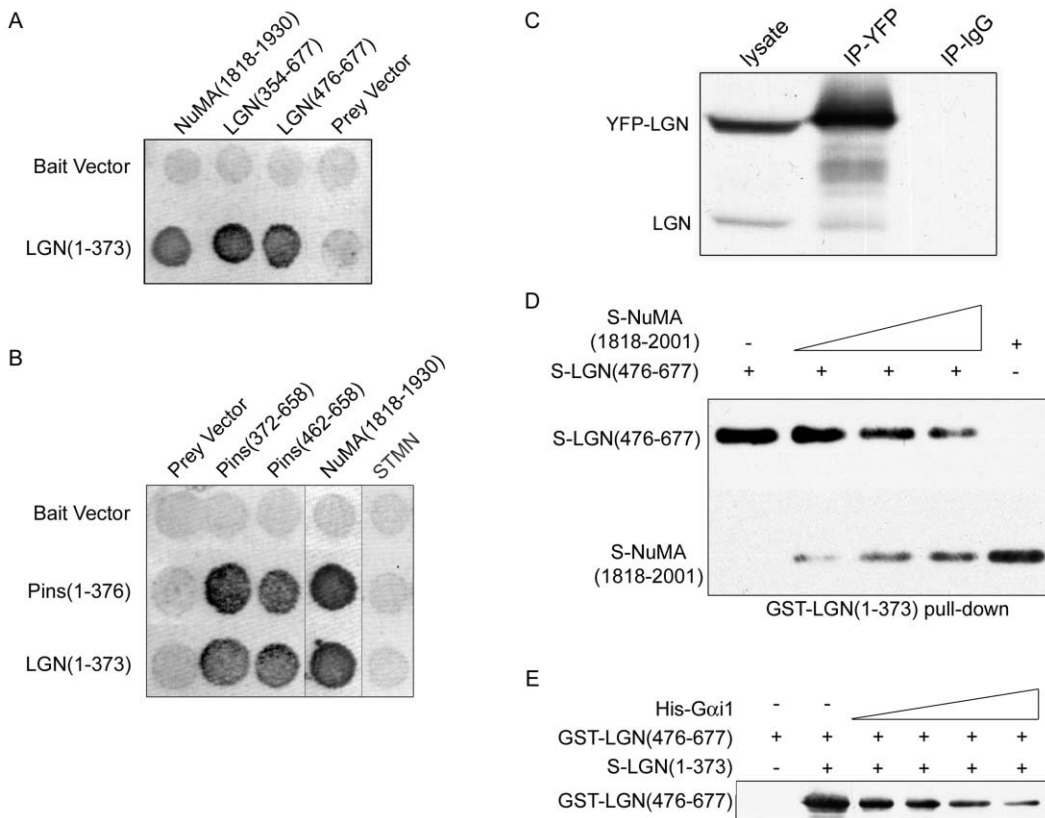 A
NuMA(1818-1930)
LGN(354-677)
LGN(476-677)
Prey Vector
Bait Vector
LGN(1-373)
B
Prey Vector
Pins(372-658)
Pins(462-658)
NuMA(1818-1930)
STMN
Bait Vector
Pins(1-376)
LGN(1-373)
C
lysate
IP-YFP
IP-IgG
YFP-LGN
LGN
D
S-NuMA
(1818-2001)
- +
S-LGN(476-677)
+ + + + -
S-LGN(476-677)
S-NuMA
(1818-2001)
GST-LGN(1-373) pull-down
E
His-Gαi1 - -
GST-LGN(476-677) + + + + + +
S-LGN(1-373) - + + + + +
GST-LGN(476-677)